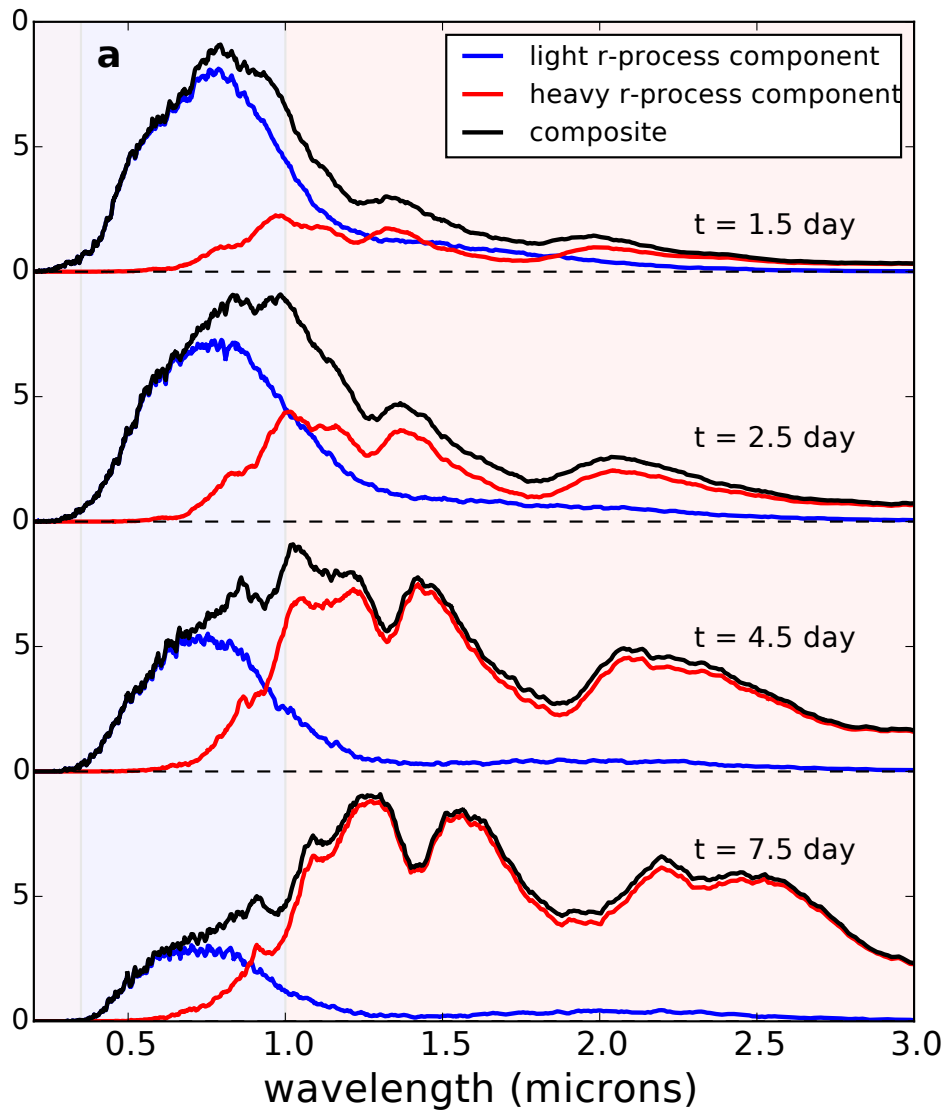 0
a
light r-process component
heavy r-process component
composite
5
t = 1.5 day
0
5
t = 2.5 day
0
5
t = 4.5 day
0
5
t = 7.5 day
0
0.5 1.0 1.5 2.0 2.5 3.0
wavelength (microns)